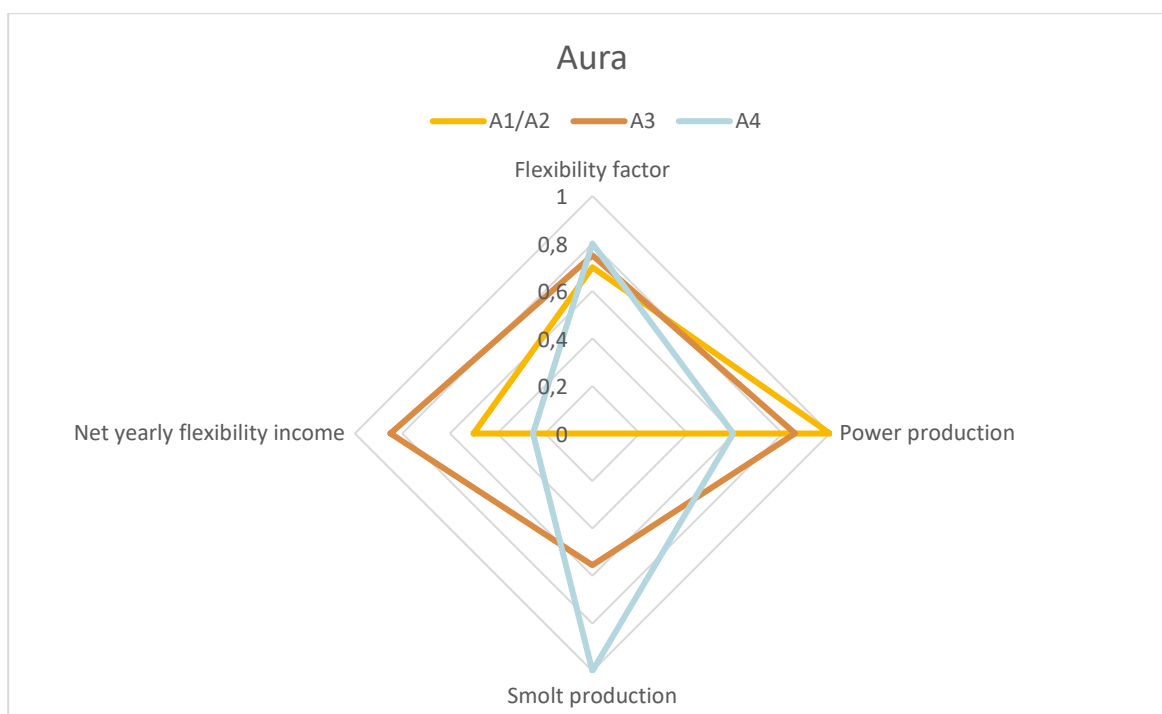 Aura
A1/A2 A3 A4
Flexibility factor
1
0,8
0,6
0,4
0,2
Net yearly flexibility income 0 Power production
Smolt production